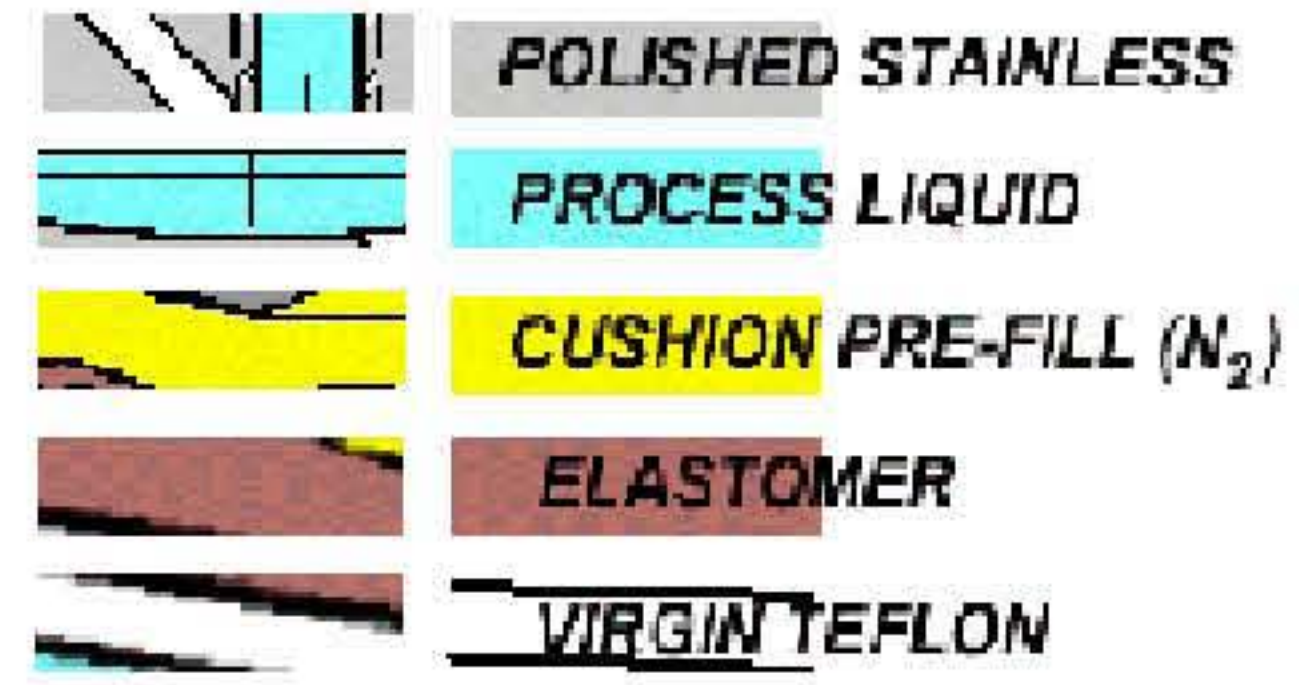 POLISHED STAINLESS
PROCESS LIQUID
CUSHION PRE-FILL (N₂)
ELASTOMER
VIRGIN TEFLON